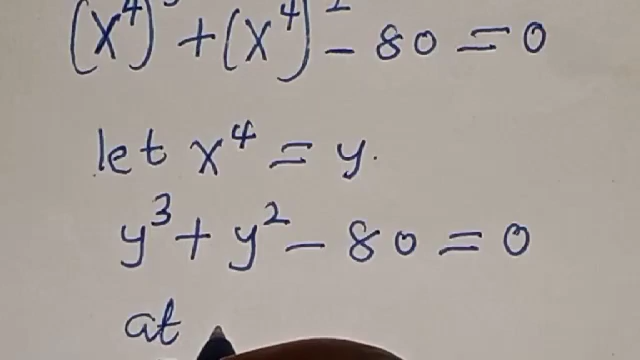 (x⁴)³ + (x⁴)² - 80 = 0
let x⁴ = y.
y³ + y² - 80 = 0
at